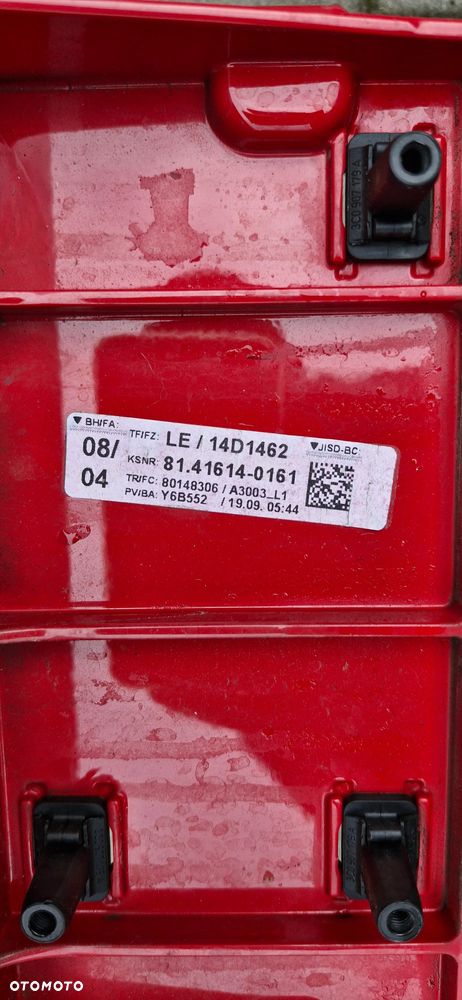 3C0 907 179 A
▼ BH/FA: TFIFZ: LE / 14D1462 ▼JISD-BC:
08/ KSNR: 81.41614-0161
04 TR/FC: 80148306 / A3003_L1
PV/BA: Y6B552 / 19.09. 05:44
OTOMOTO